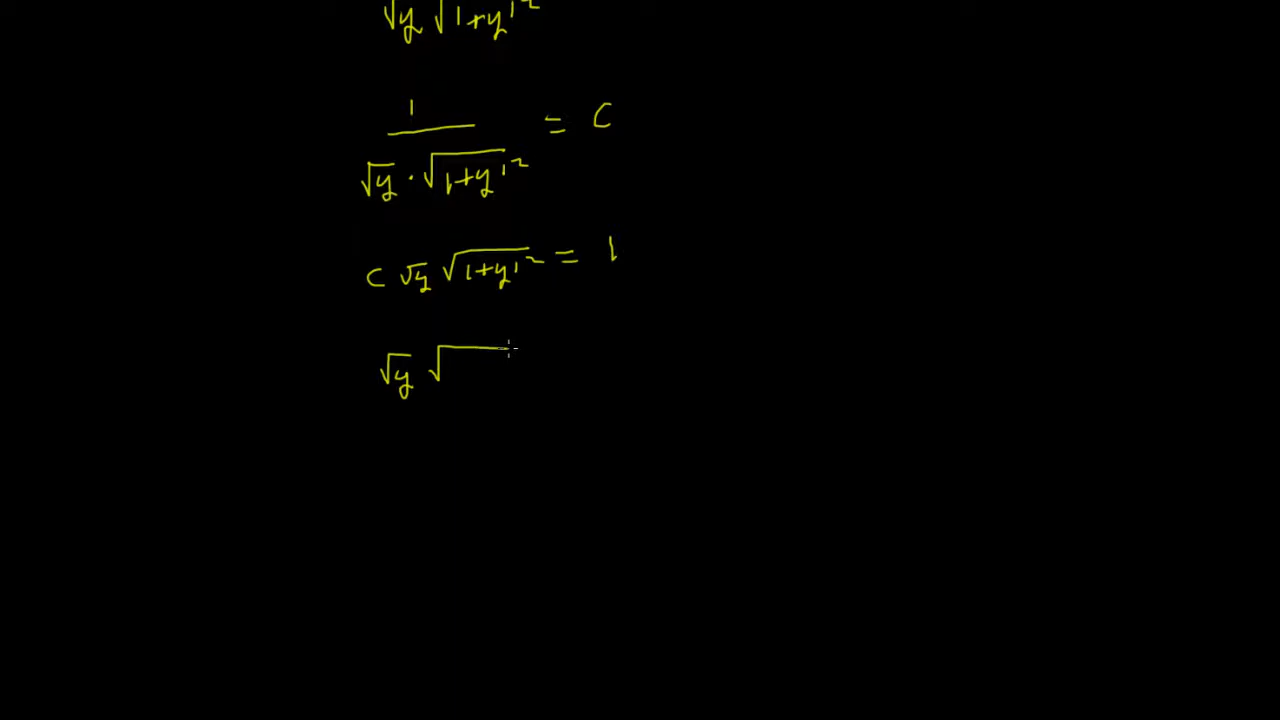 √y √1+y'²
1/(√y · √1+y'²) = C
C √y √1+y'² = 1
√y √